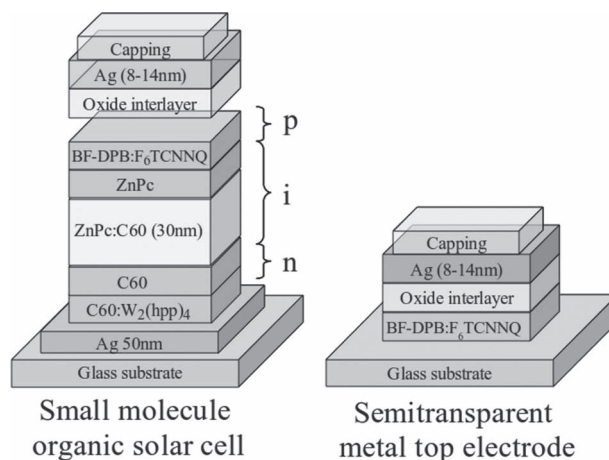 Capping
Ag (8-14nm)
Oxide interlayer
p
BF-DPB:F₆TCNNQ
ZnPc
i
ZnPc:C60 (30nm)
n
C60
C60:W₂(hpp)₄
Ag 50nm
Glass substrate
Small molecule
organic solar cell
Capping
Ag (8-14nm)
Oxide interlayer
BF-DPB:F₆TCNNQ
Glass substrate
Semitransparent
metal top electrode